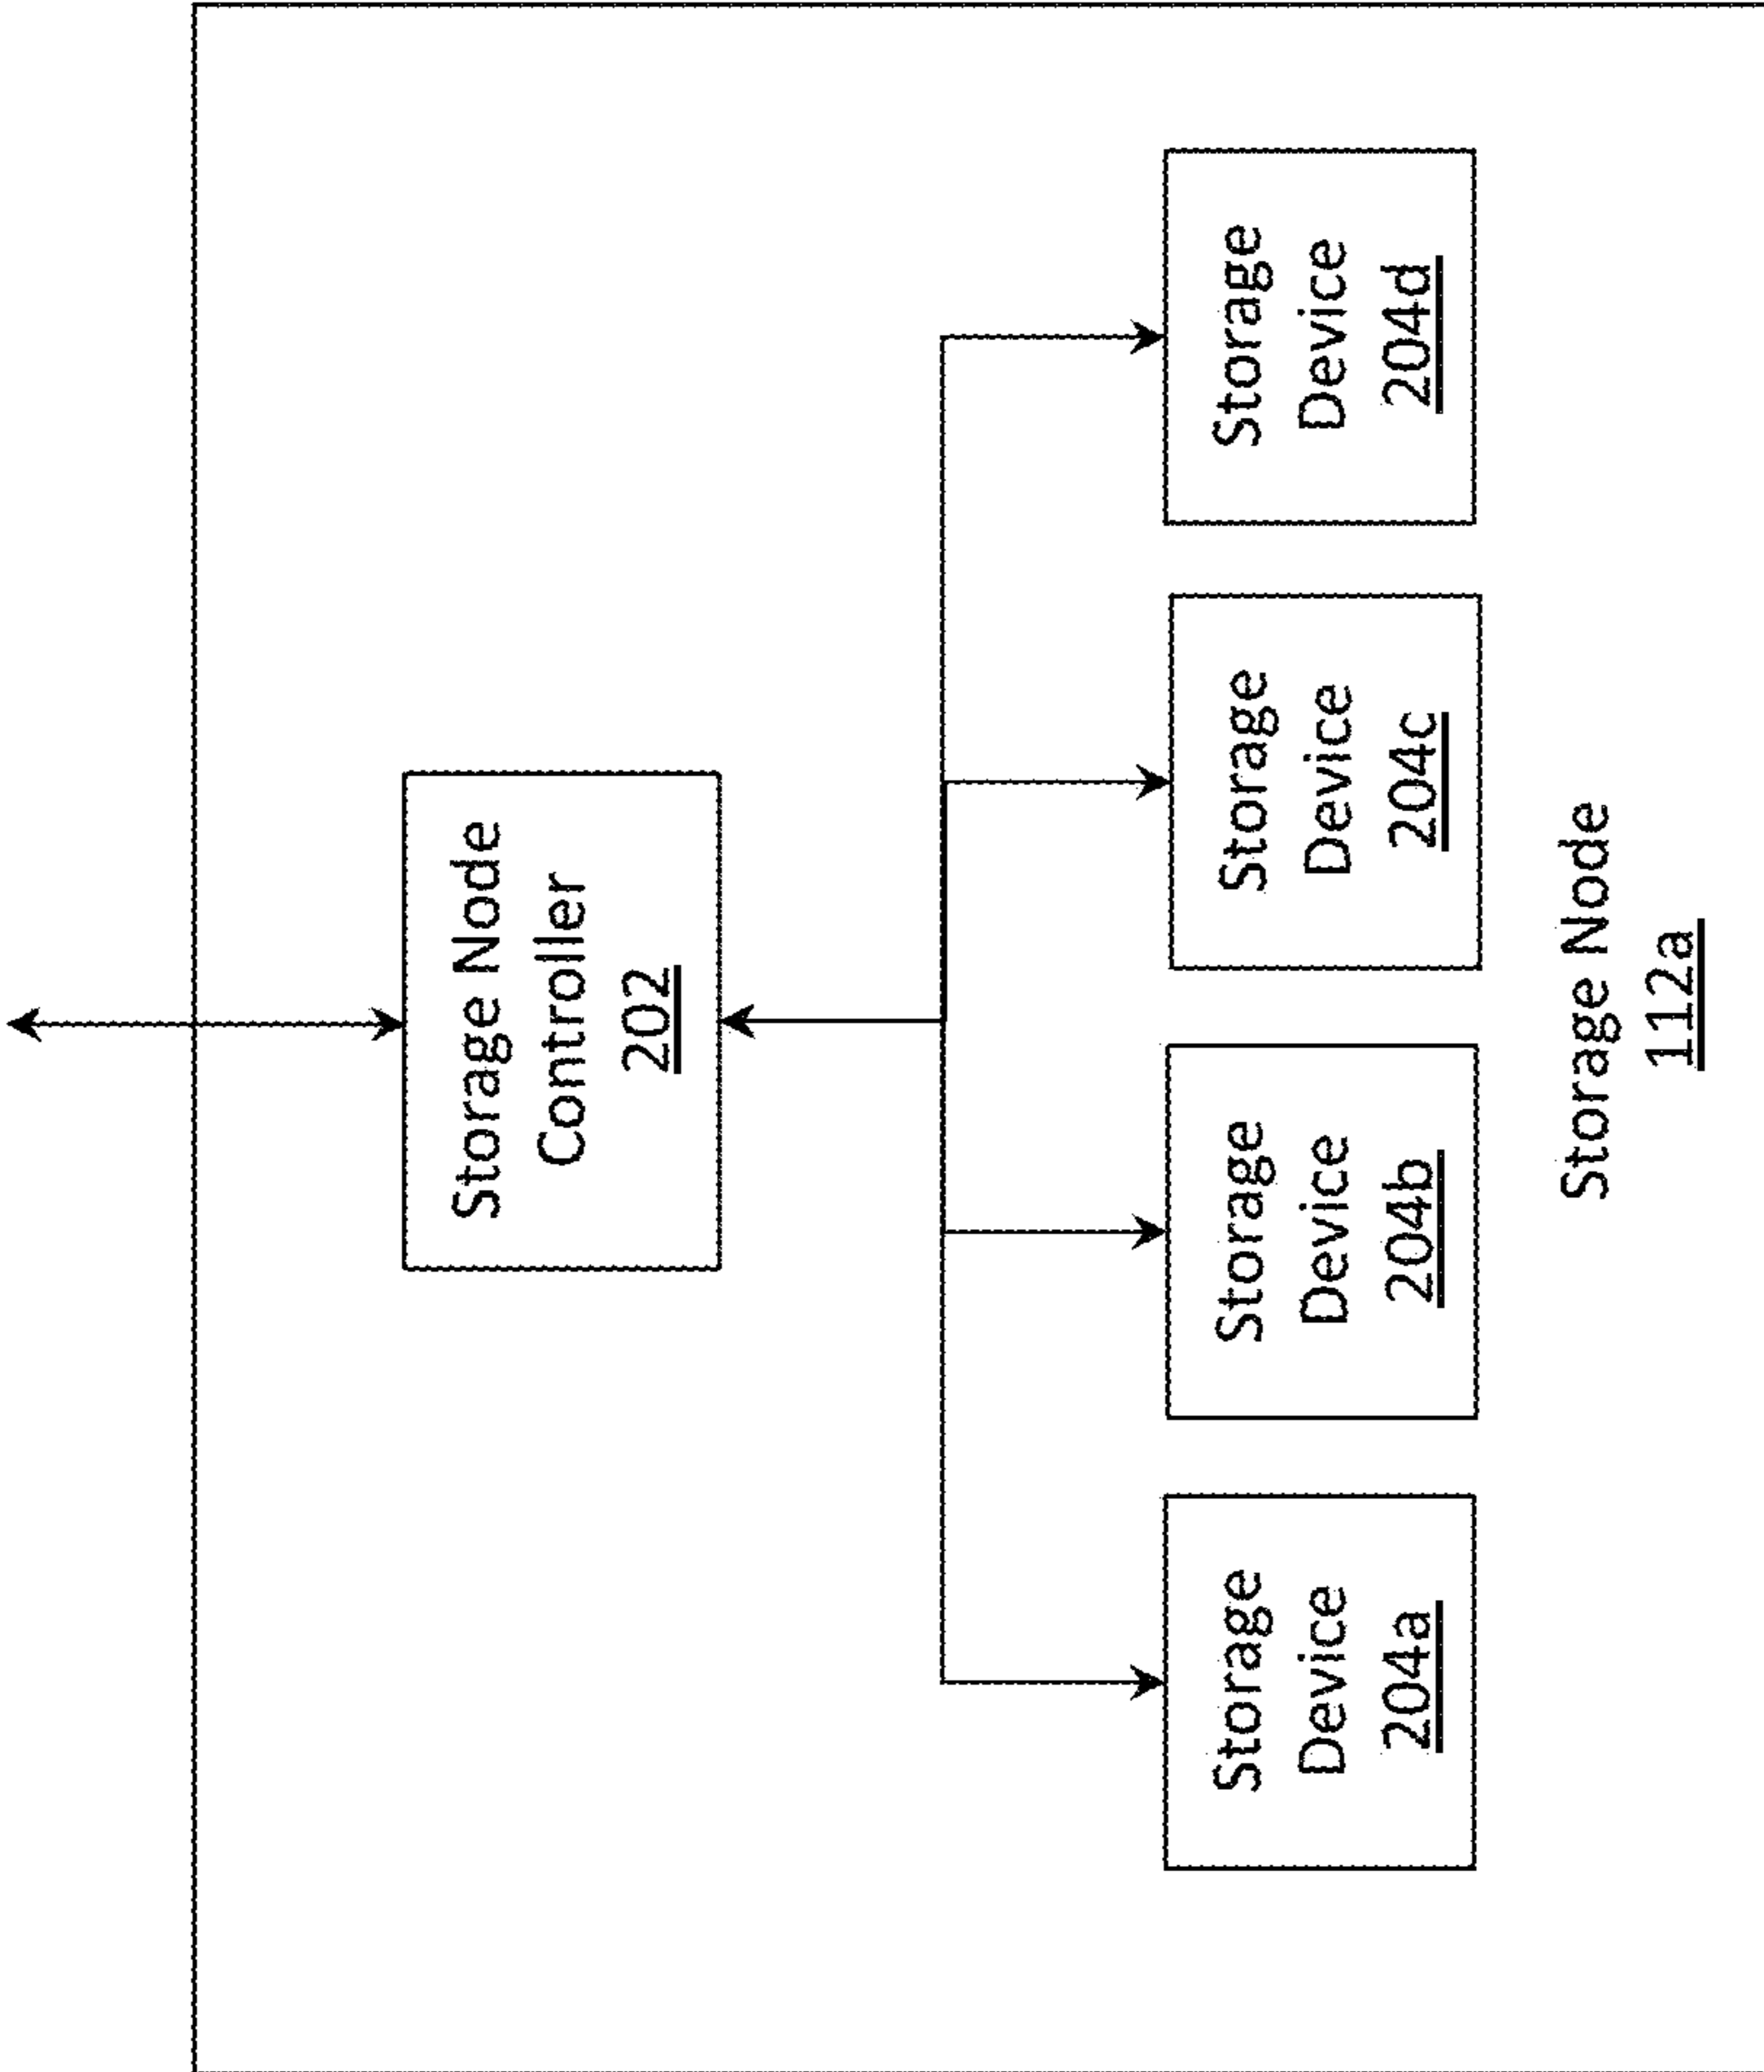 Storage Node
Controller
202
Storage
Device
204a
Storage
Device
204b
Storage
Device
204c
Storage
Device
204d
Storage Node
112a